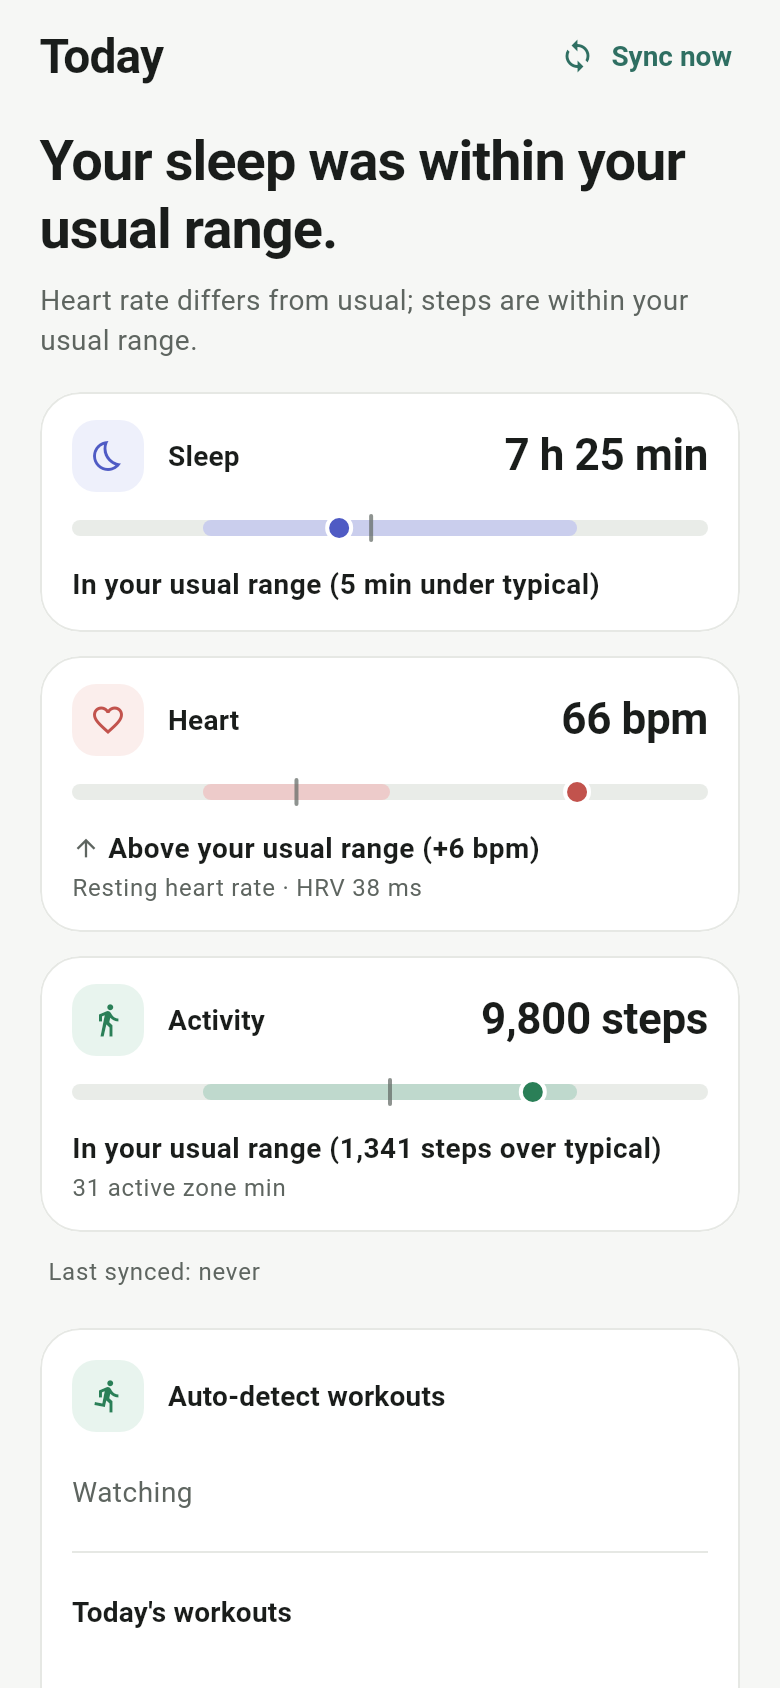 Today
Sync now
Your sleep was within your
usual range.
Heart rate differs from usual; steps are within your
usual range.
Sleep
7 h 25 min
In your usual range (5 min under typical)
Heart
66 bpm
Above your usual range (+6 bpm)
Resting heart rate · HRV 38 ms
Activity
9,800 steps
In your usual range (1,341 steps over typical)
31 active zone min
Last synced: never
Auto-detect workouts
Watching
Today's workouts